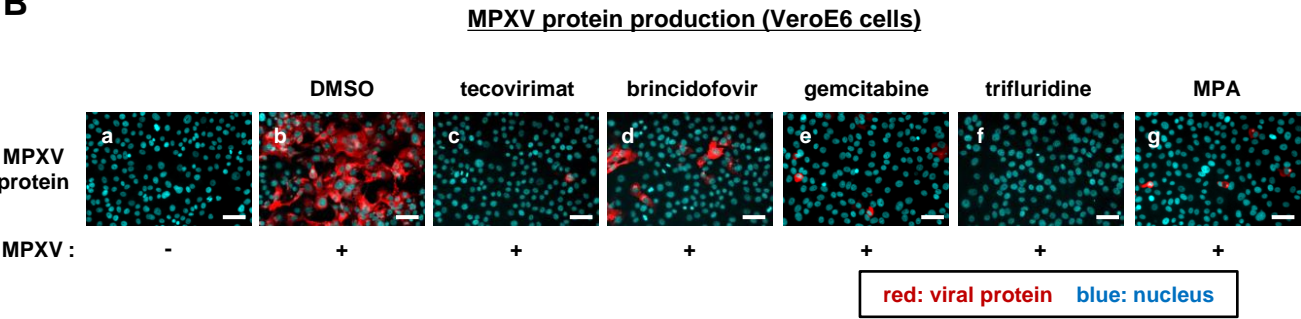 B
MPXV protein production (VeroE6 cells)
DMSO tecovirimat brincidofovir gemcitabine trifluridine MPA
MPXV protein
a b c d e f g
MPXV : - + + + + + +
red: viral protein blue: nucleus